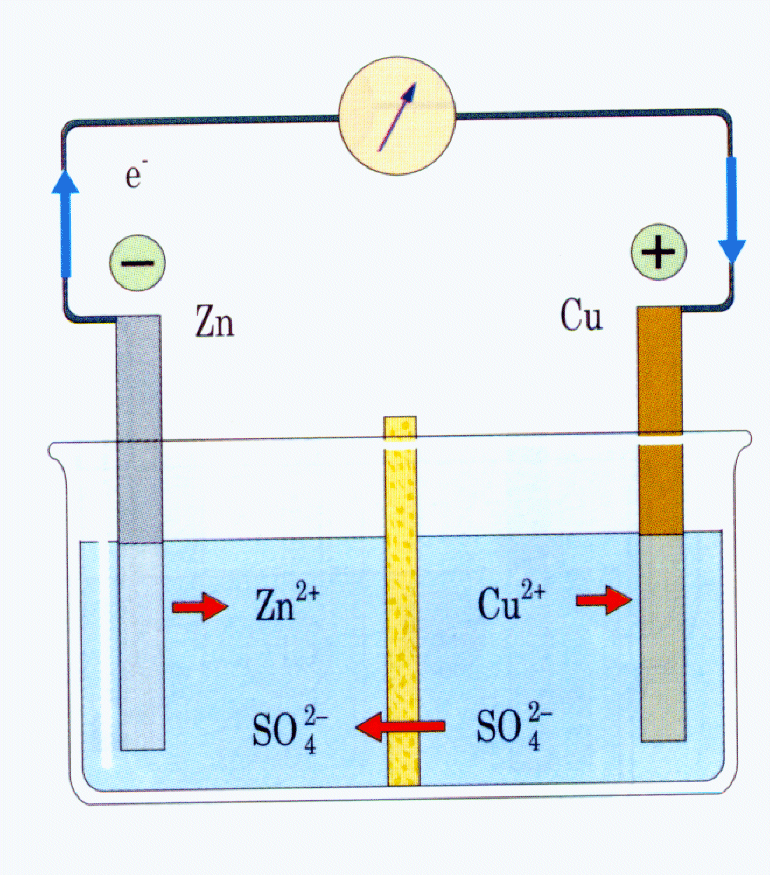 e⁻
− +
Zn Cu
Zn²⁺ Cu²⁺
SO₄²⁻ SO₄²⁻